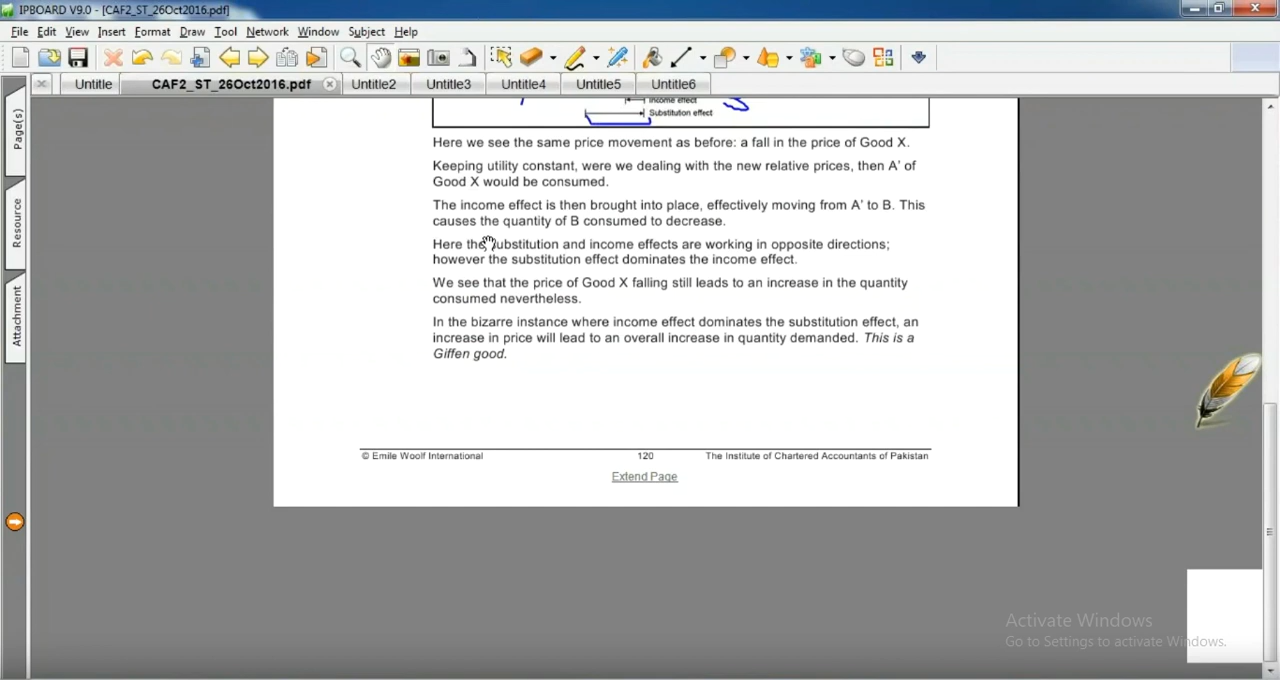 IPBOARD V9.0 - [CAF2_ST_26Oct2016.pdf]
File Edit View Insert Format Draw Tool Network Window Subject Help
Untitle CAF2_ST_26Oct2016.pdf Untitle2 Untitle3 Untitle4 Untitle5 Untitle6
Page(s)
Resource
Attachment
Income effect
Substitution effect
Here we see the same price movement as before: a fall in the price of Good X.
Keeping utility constant, were we dealing with the new relative prices, then A' of
Good X would be consumed.
The income effect is then brought into place, effectively moving from A' to B. This
causes the quantity of B consumed to decrease.
Here the substitution and income effects are working in opposite directions;
however the substitution effect dominates the income effect.
We see that the price of Good X falling still leads to an increase in the quantity
consumed nevertheless.
In the bizarre instance where income effect dominates the substitution effect, an
increase in price will lead to an overall increase in quantity demanded. This is a
Giffen good.
© Emile Woolf International 120 The Institute of Chartered Accountants of Pakistan
Extend Page
Activate Windows
Go to Settings to activate Windows.